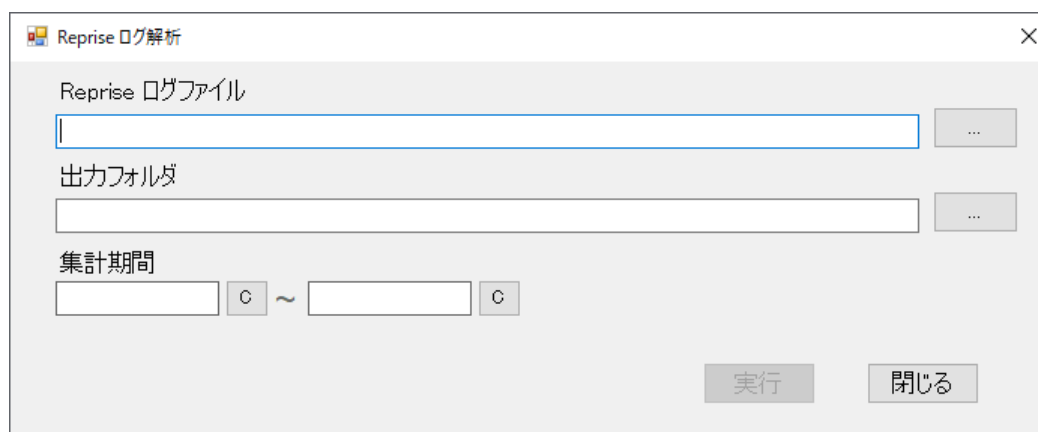 Reprise ログ解析
Reprise ログファイル
...
出力フォルダ
...
集計期間
C ～ C
実行 閉じる